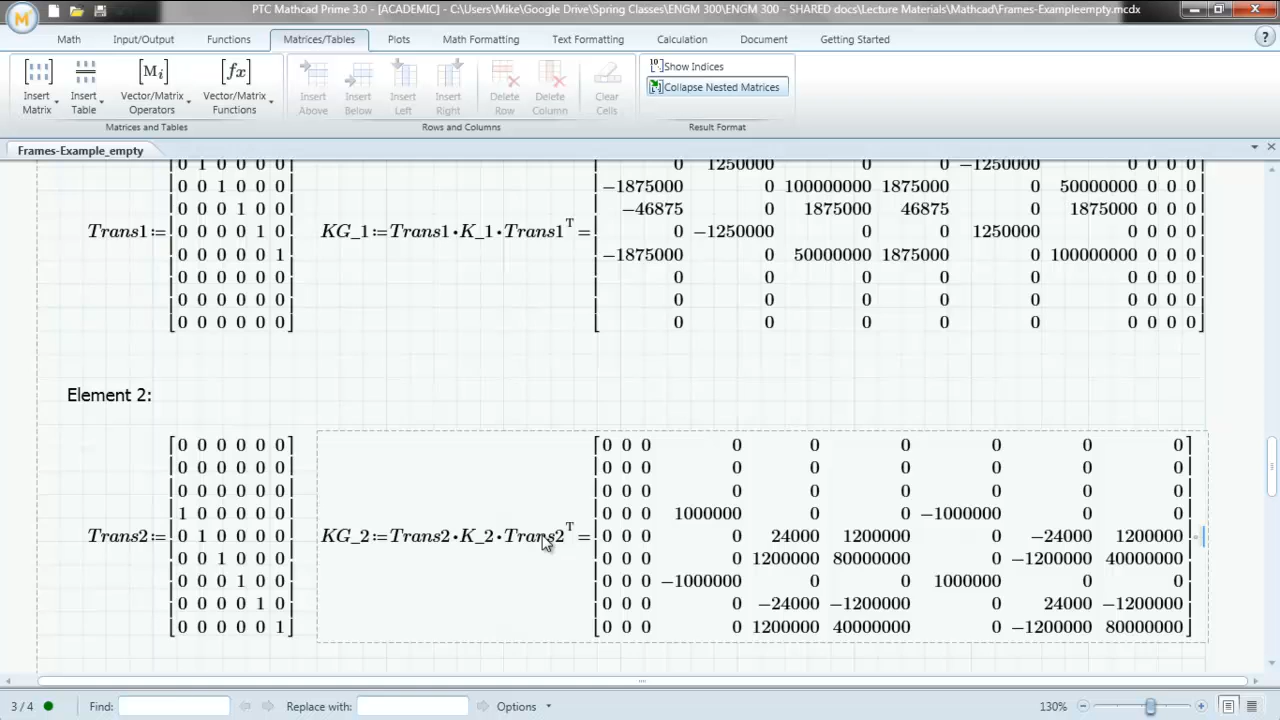 PTC Mathcad Prime 3.0 - [ACADEMIC] - C:\Users\Mike\Google Drive\Spring Classes\ENGM 300\ENGM 300 - SHARED docs\Lecture Materials\Mathcad\Frames-Exampleempty.mcdx
Math Input/Output Functions Matrices/Tables Plots Math Formatting Text Formatting Calculation Document Getting Started
Insert Matrix Insert Table Vector/Matrix Operators Vector/Matrix Functions Insert Above Insert Below Insert Left Insert Right Delete Row Delete Column Clear Cells Show Indices Collapse Nested Matrices
Matrices and Tables Rows and Columns Result Format
Frames-Example_empty
0 1 0 0 0 0 0 1250000 0 0 −1250000 0 0 0 0
0 0 1 0 0 0 −1875000 0 100000000 1875000 0 50000000 0 0 0
0 0 0 1 0 0 −46875 0 1875000 46875 0 1875000 0 0 0
Trans1:= 0 0 0 0 1 0 KG_1:=Trans1•K_1•Trans1T = 0 −1250000 0 0 1250000 0 0 0 0
0 0 0 0 0 1 −1875000 0 50000000 1875000 0 100000000 0 0 0
0 0 0 0 0 0 0 0 0 0 0 0 0 0 0
0 0 0 0 0 0 0 0 0 0 0 0 0 0 0
0 0 0 0 0 0 0 0 0 0 0 0 0 0 0
Element 2:
0 0 0 0 0 0 0 0 0 0 0 0 0 0 0
0 0 0 0 0 0 0 0 0 0 0 0 0 0 0
0 0 0 0 0 0 0 0 0 0 0 0 0 0 0
1 0 0 0 0 0 0 0 0 1000000 0 0 −1000000 0 0
Trans2:= 0 1 0 0 0 0 KG_2:=Trans2•K_2•Trans2T = 0 0 0 0 24000 1200000 0 −24000 1200000
0 0 1 0 0 0 0 0 0 0 1200000 80000000 0 −1200000 40000000
0 0 0 1 0 0 0 0 0 −1000000 0 0 1000000 0 0
0 0 0 0 1 0 0 0 0 0 −24000 −1200000 0 24000 −1200000
0 0 0 0 0 1 0 0 0 0 1200000 40000000 0 −1200000 80000000
3 / 4 Find: Replace with: Options 130%